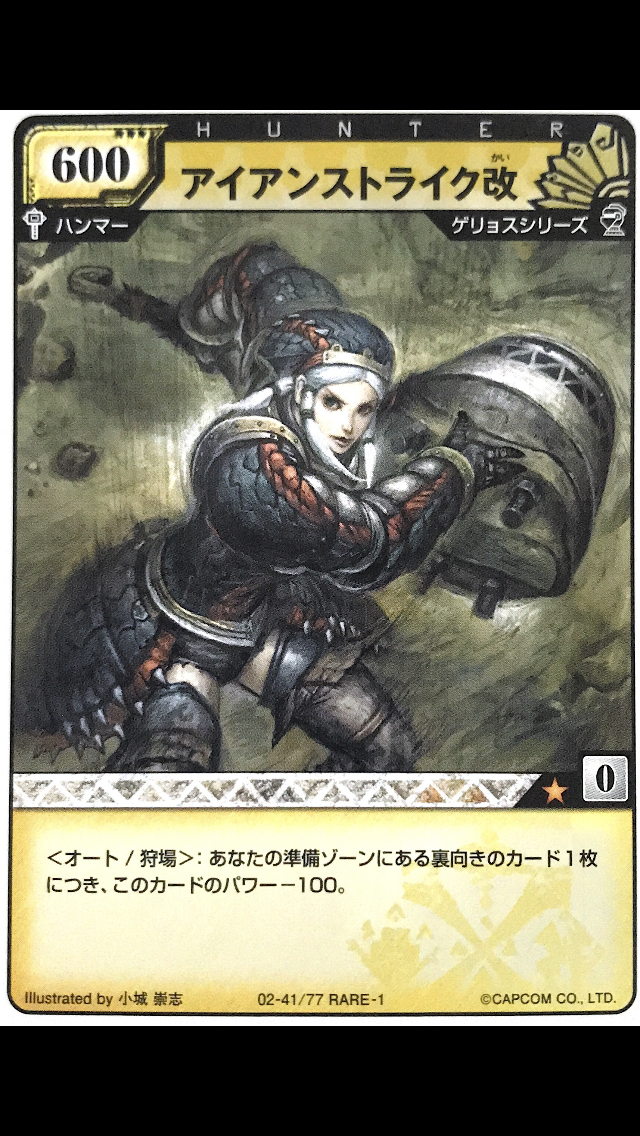 HUNTER
600
アイアンストライク改
かい
ハンマー
ゲリョスシリーズ
0
<オート / 狩場>: あなたの準備ゾーンにある裏向きのカード1枚
につき、このカードのパワー－100。
Illustrated by 小城 崇志
02-41/77 RARE-1
©CAPCOM CO., LTD.